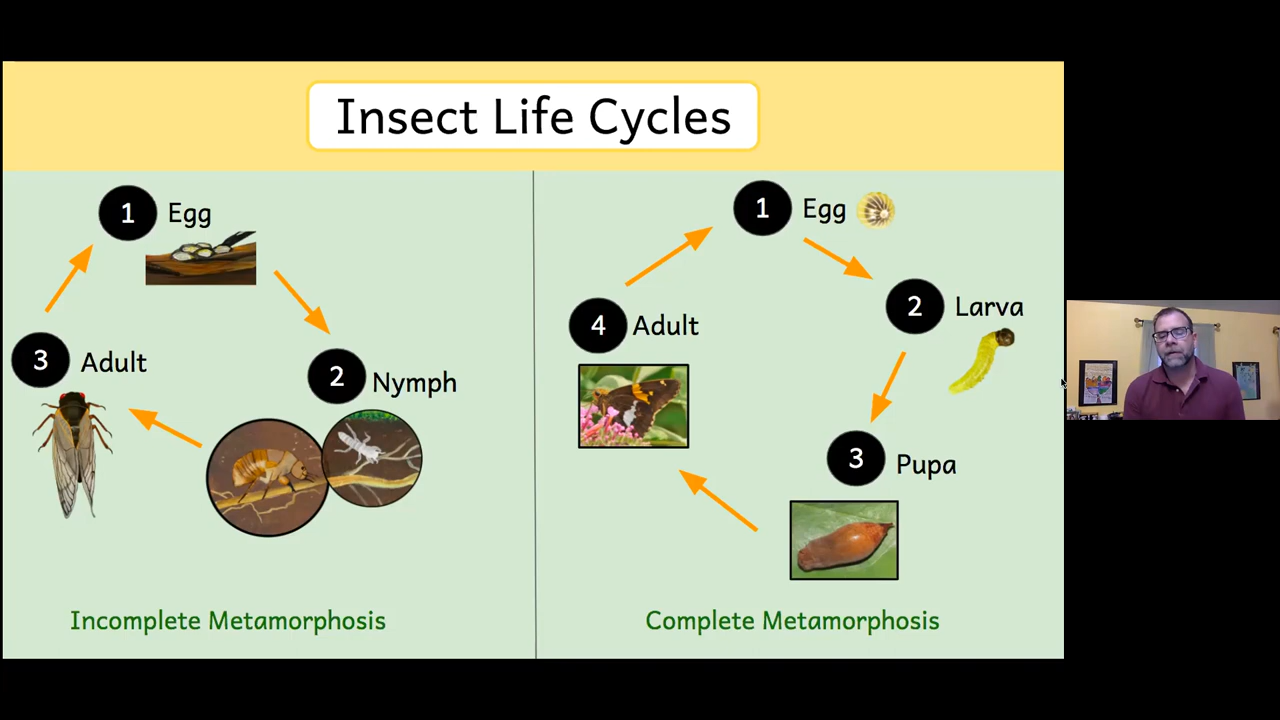 Insect Life Cycles
1 Egg
2 Nymph
3 Adult
Incomplete Metamorphosis
1 Egg
2 Larva
3 Pupa
4 Adult
Complete Metamorphosis